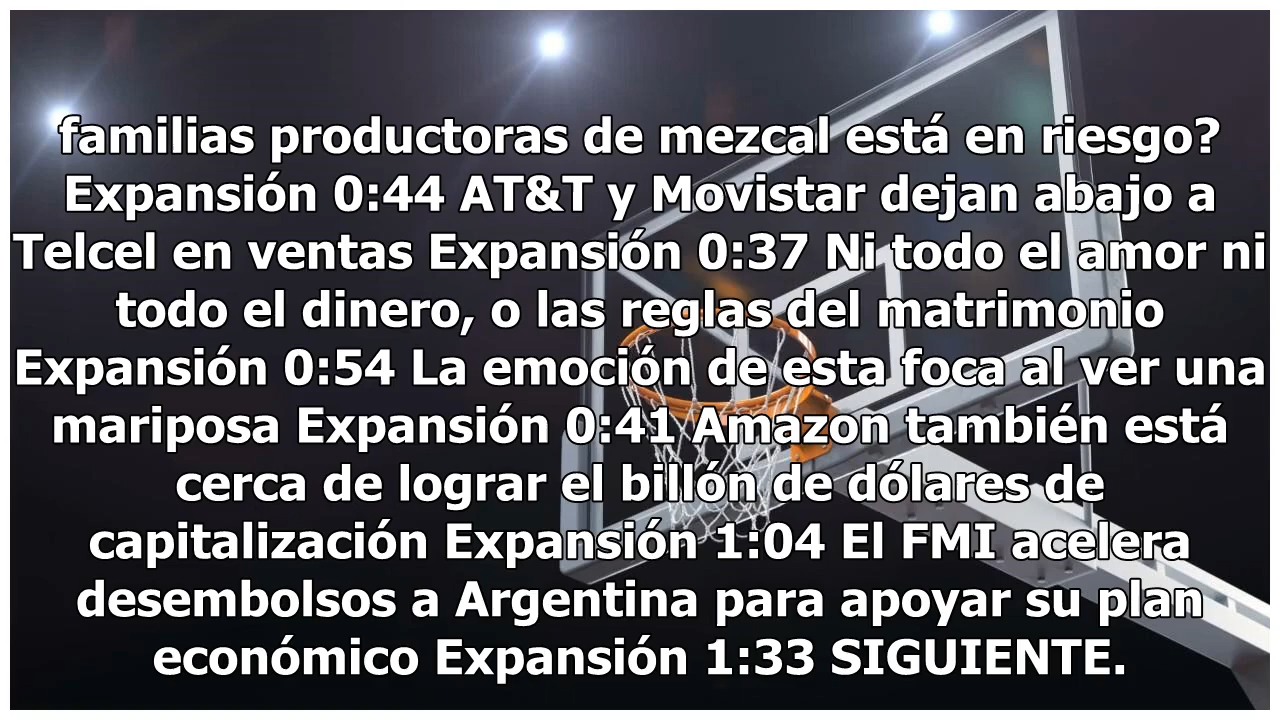 familias productoras de mezcal está en riesgo?
Expansión 0:44 AT&T y Movistar dejan abajo a
Telcel en ventas Expansión 0:37 Ni todo el amor ni
todo el dinero, o las reglas del matrimonio
Expansión 0:54 La emoción de esta foca al ver una
mariposa Expansión 0:41 Amazon también está
cerca de lograr el billón de dólares de
capitalización Expansión 1:04 El FMI acelera
desembolsos a Argentina para apoyar su plan
económico Expansión 1:33 SIGUIENTE.